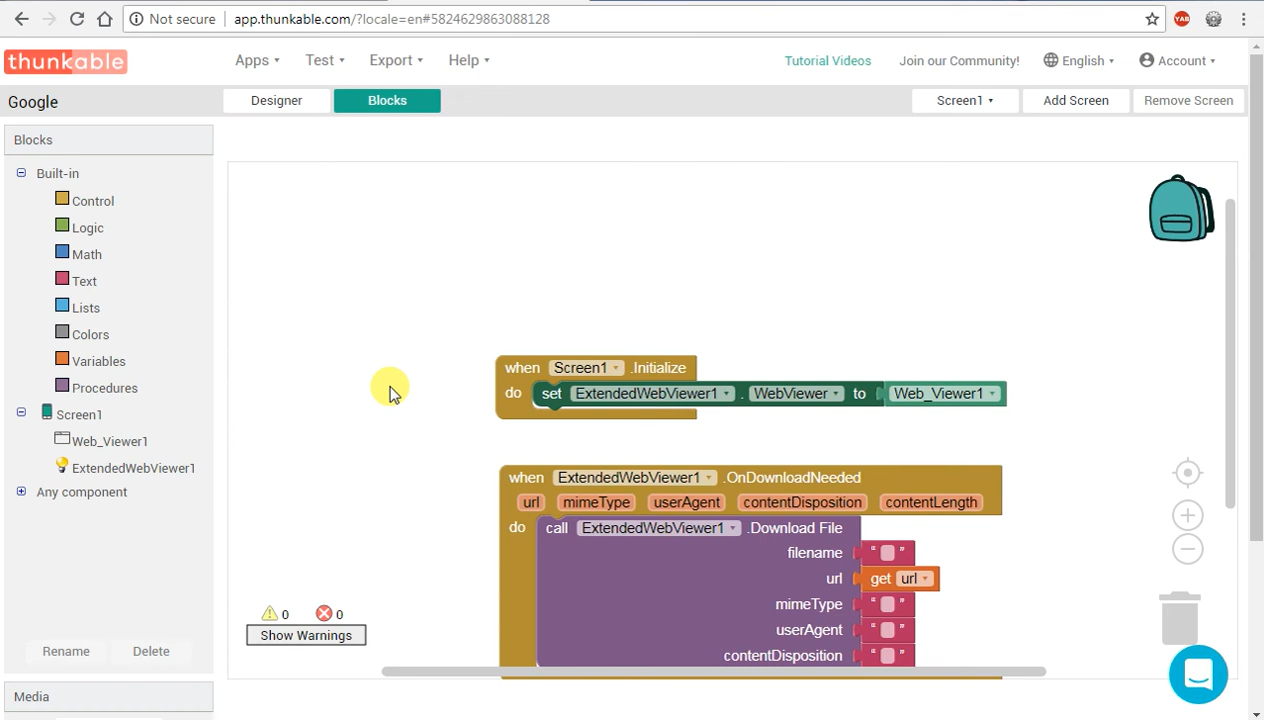 Not secure app.thunkable.com/?locale=en#5824629863088128 YAB
thunkable Apps Test Export Help Tutorial Videos Join our Community! English Account
Google Designer Blocks Screen1 Add Screen Remove Screen
Blocks
Built-in
Control
Logic
Math
Text
Lists
Colors
Variables
Procedures
Screen1
Web_Viewer1
ExtendedWebViewer1
Any component
Rename Delete
Media
when Screen1 .Initialize
do set ExtendedWebViewer1 . WebViewer to Web_Viewer1
when ExtendedWebViewer1 .OnDownloadNeeded
url mimeType userAgent contentDisposition contentLength
do call ExtendedWebViewer1 .Download File
filename “ ”
url get url
mimeType “ ”
userAgent “ ”
contentDisposition “ ”
0 0
Show Warnings